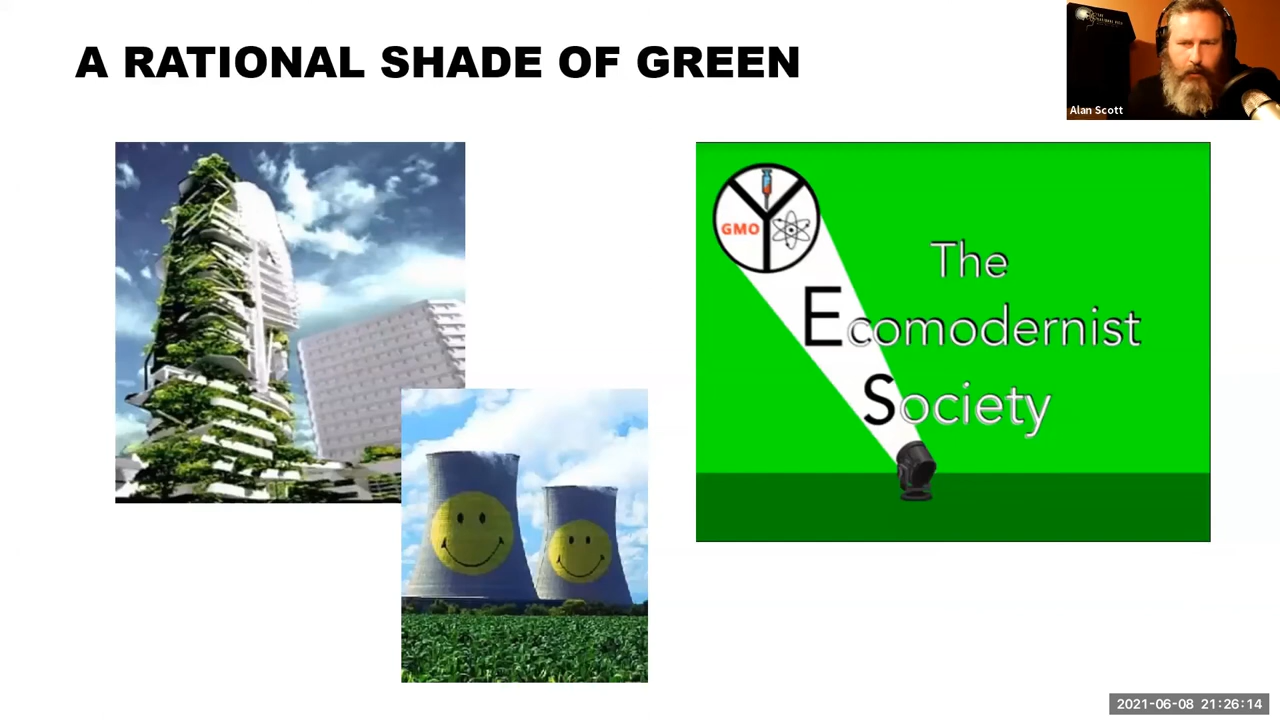 A RATIONAL SHADE OF GREEN
Alan Scott
GMO
The
Ecomodernist
Society
2021-06-08 21:26:14